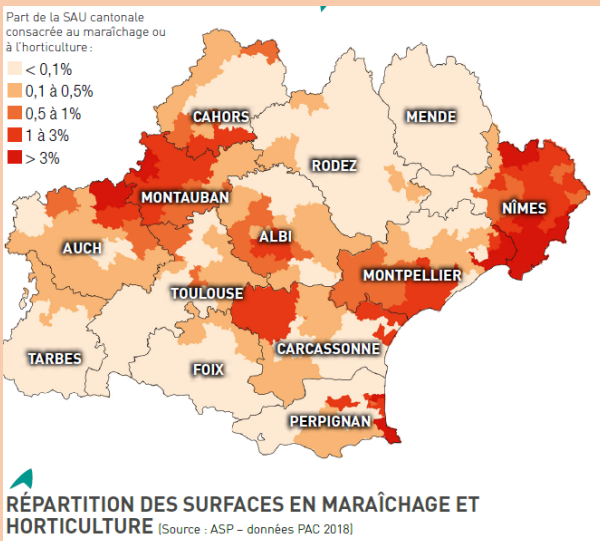 Part de la SAU cantonale
consacrée au maraîchage ou
à l'horticulture :
< 0,1%
0,1 à 0,5%
0,5 à 1%
1 à 3%
> 3%
CAHORS
MENDE
RODEZ
MONTAUBAN
NÎMES
ALBI
AUCH
MONTPELLIER
TOULOUSE
CARCASSONNE
TARBES
FOIX
PERPIGNAN
RÉPARTITION DES SURFACES EN MARAÎCHAGE ET
HORTICULTURE (Source : ASP – données PAC 2018)